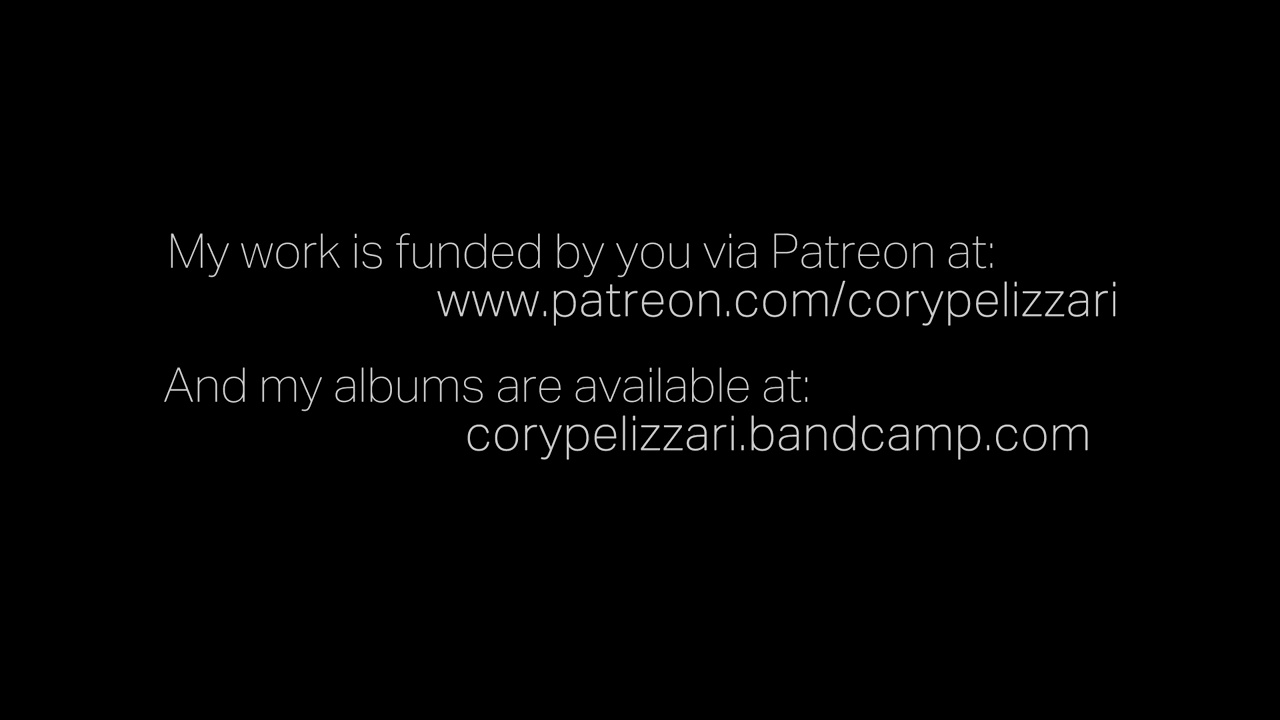 My work is funded by you via Patreon at:
www.patreon.com/corypelizzari
And my albums are available at:
corypelizzari.bandcamp.com